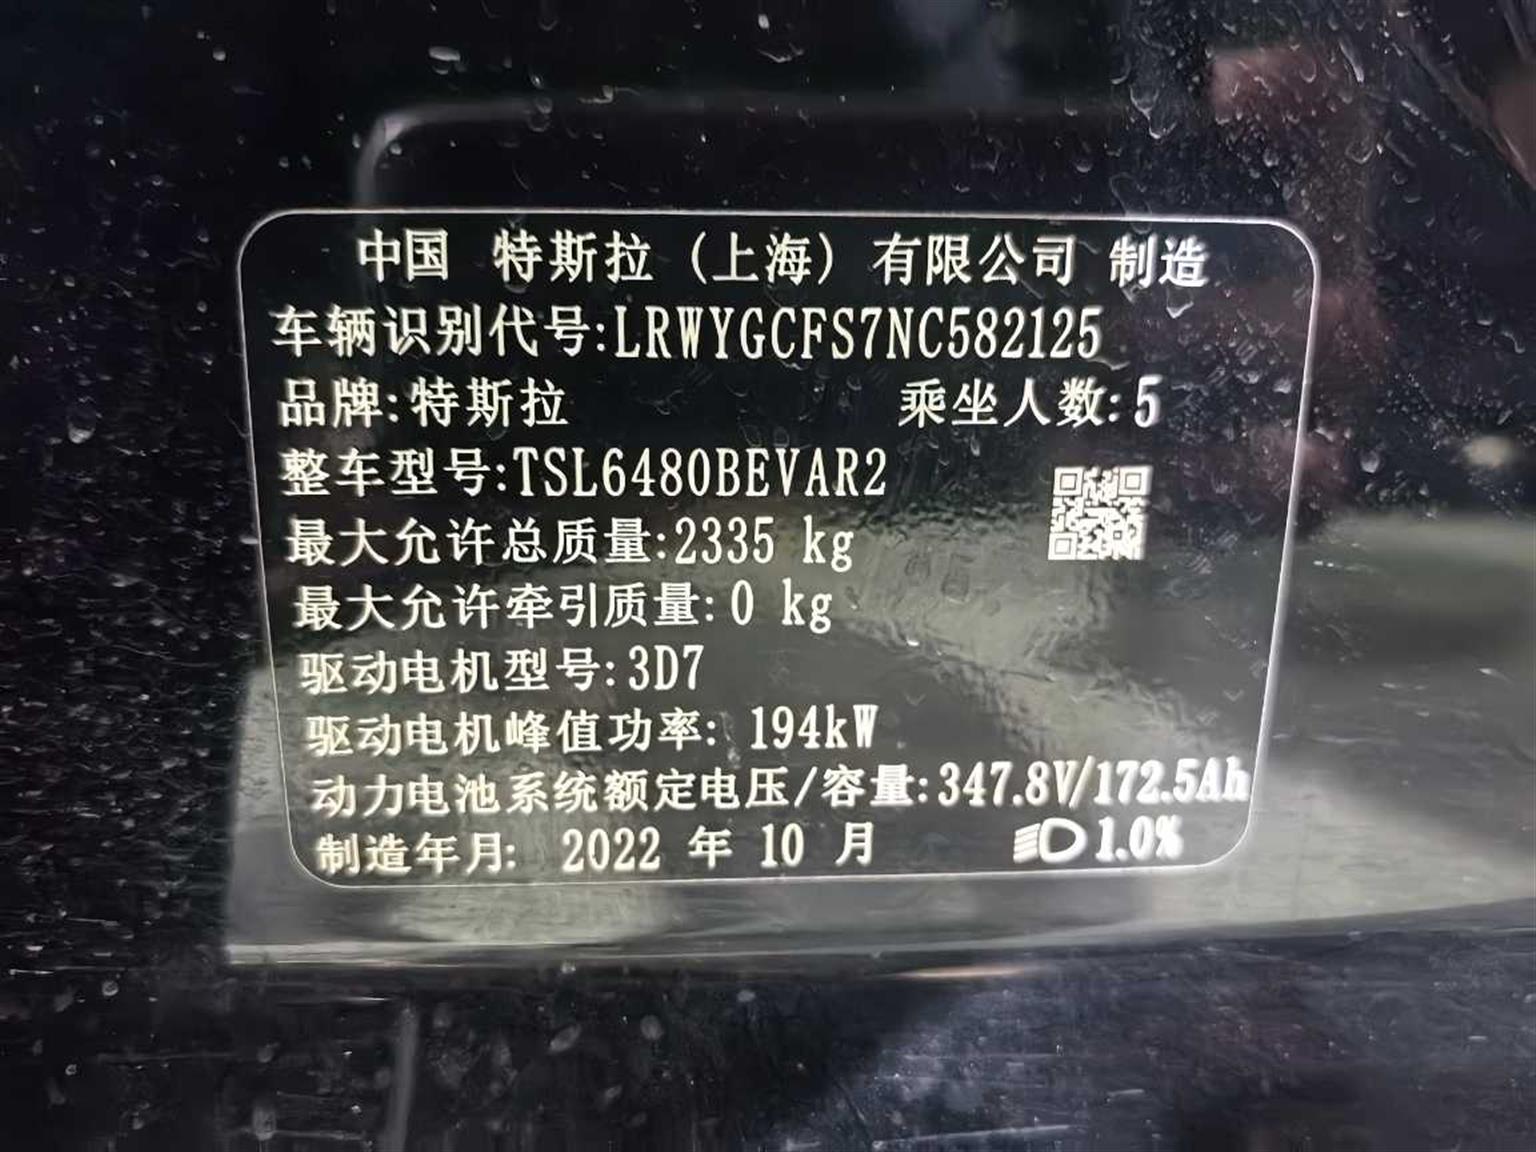 中国 特斯拉 (上海) 有限公司 制造
车辆识别代号:LRWYGCFS7NC582125
品牌:特斯拉 乘坐人数:5
整车型号:TSL6480BEVAR2
最大允许总质量:2335 kg
最大允许牵引质量:0 kg
驱动电机型号:3D7
驱动电机峰值功率: 194kW
动力电池系统额定电压/容量:347.8V/172.5Ah
制造年月: 2022 年 10 月 1.0%